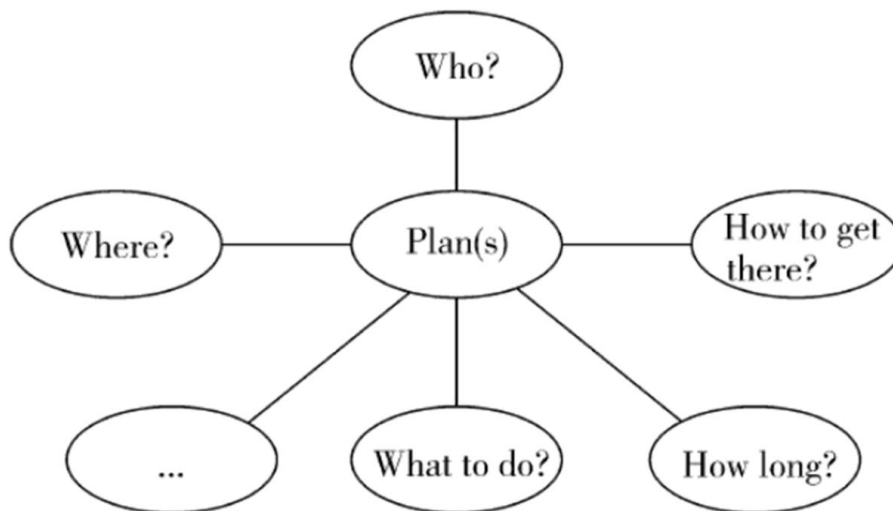 Who?
Where?
Plan(s)
How to get
there?
...
What to do?
How long?